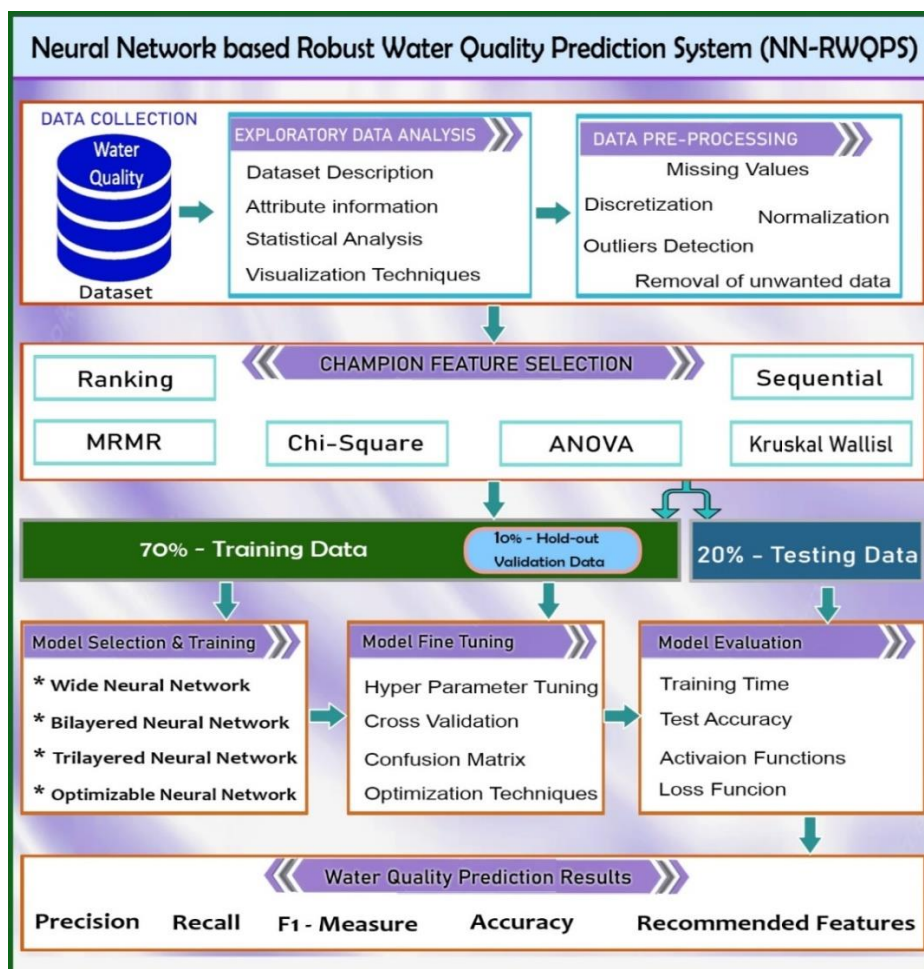 Neural Network based Robust Water Quality Prediction System (NN-RWQPS)
DATA COLLECTION
Water
Quality
Dataset
EXPLORATORY DATA ANALYSIS
Dataset Description
Attribute information
Statistical Analysis
Visualization Techniques
DATA PRE-PROCESSING
Missing Values
Discretization
Normalization
Outliers Detection
Removal of unwanted data
CHAMPION FEATURE SELECTION
Ranking
Sequential
MRMR
Chi-Square
ANOVA
Kruskal Wallisl
70% - Training Data
10% - Hold-out
Validation Data
20% - Testing Data
Model Selection & Training
* Wide Neural Network
* Bilayered Neural Network
* Trilayered Neural Network
* Optimizable Neural Network
Model Fine Tuning
Hyper Parameter Tuning
Cross Validation
Confusion Matrix
Optimization Techniques
Model Evaluation
Training Time
Test Accuracy
Activaion Functions
Loss Funcion
Water Quality Prediction Results
Precision
Recall
F1 - Measure
Accuracy
Recommended Features